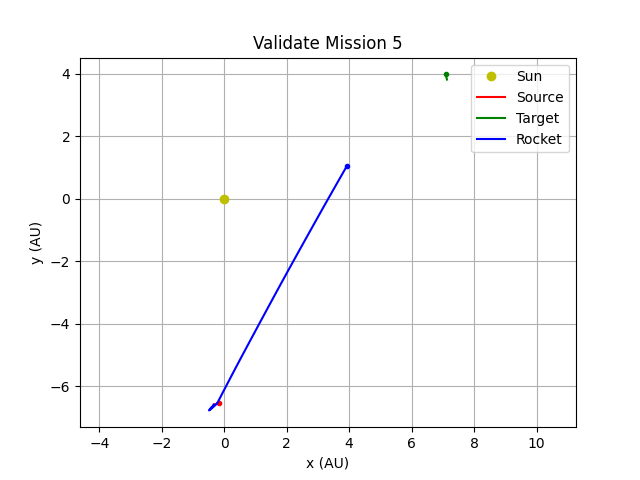 Validate Mission 5
Sun
Source
Target
Rocket
4
2
0
−2
−4
−6
y (AU)
−4
−2
0
2
4
6
8
10
x (AU)